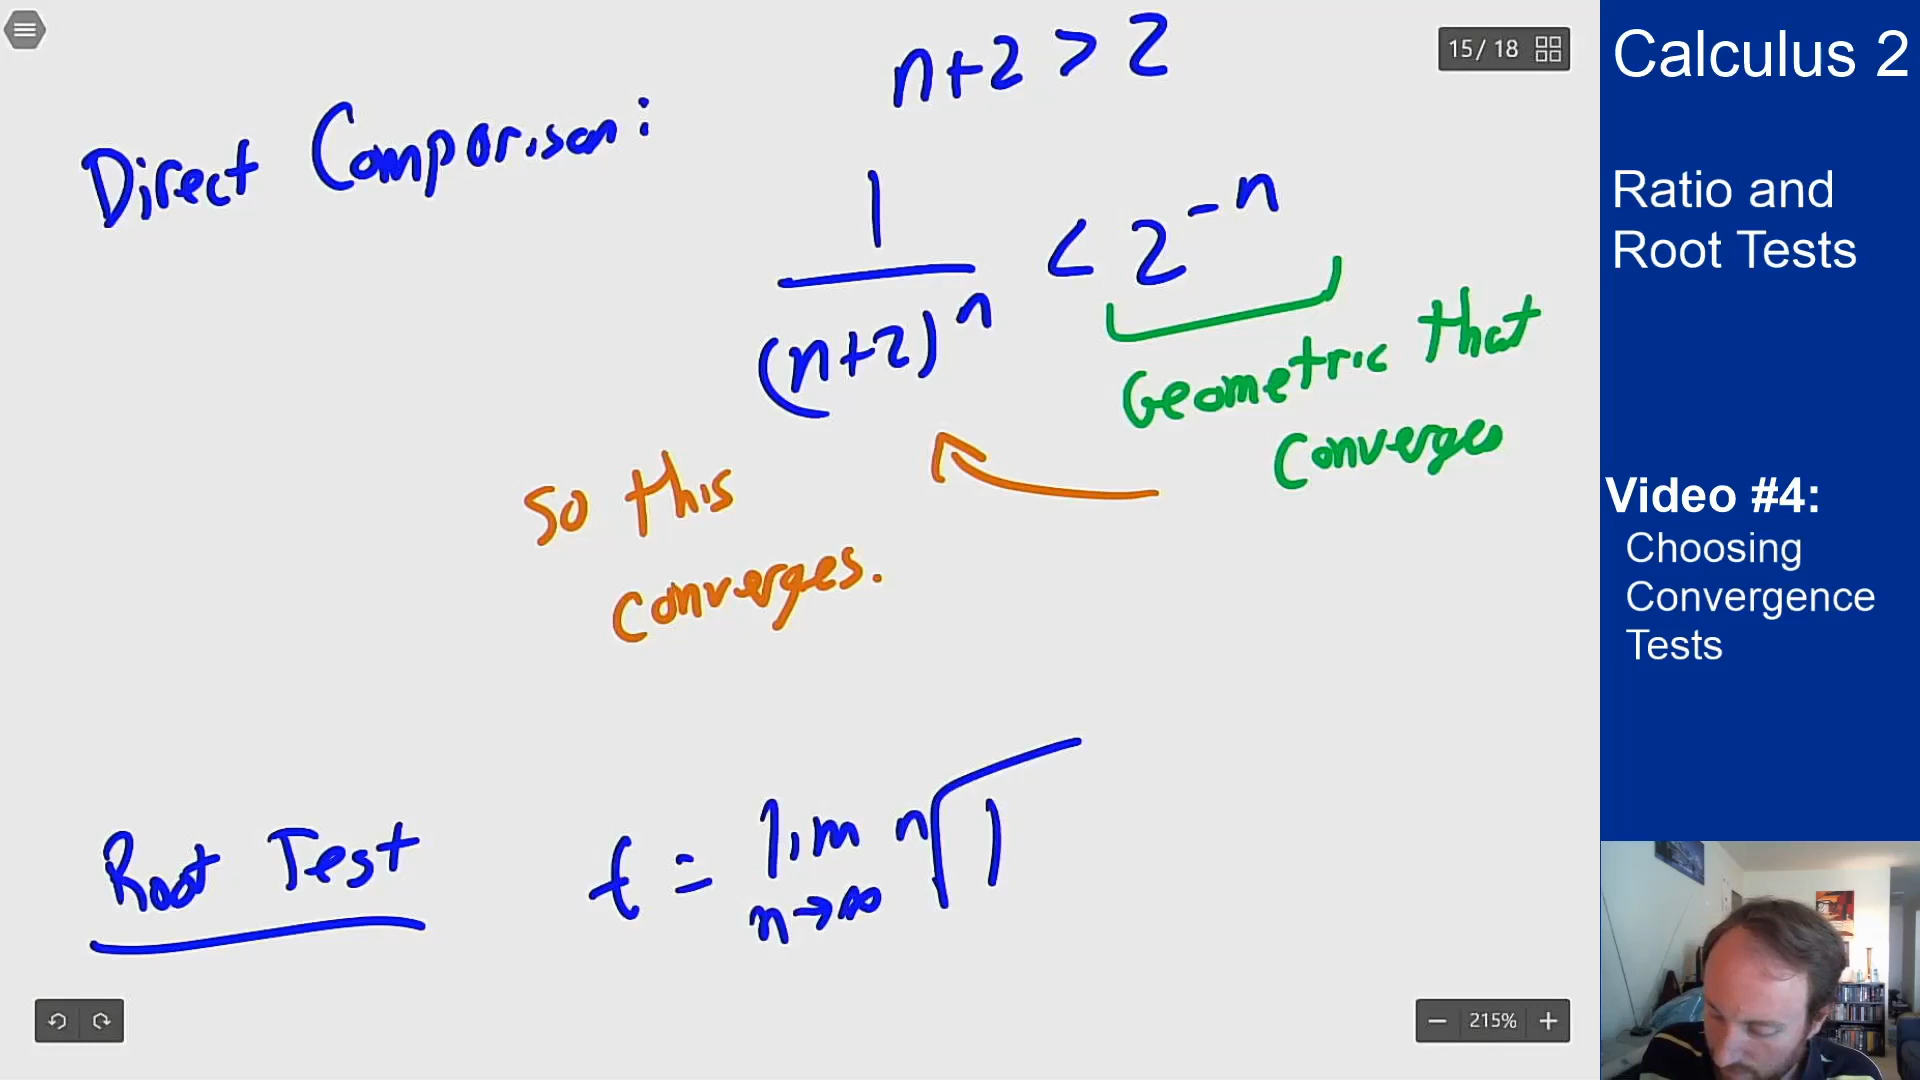 n+2 > 2
15 / 18
Direct Comparison:
1
(n+2)^n
< 2^-n
Geometric that
Converges
So this
converges.
Root Test
t = lim n√1
n→∞
215%
Calculus 2
Ratio and
Root Tests
Video #4:
Choosing
Convergence
Tests